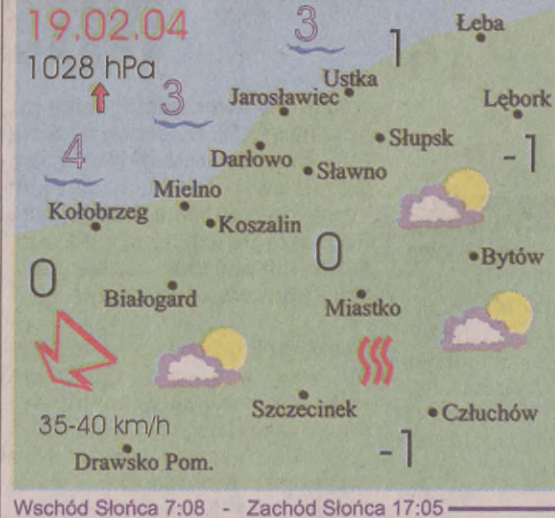 19.02.04
3
1
Łeba
1028 hPa
Ustka
3
Jarosławiec
Lębork
Słupsk
-1
4
Darłowo
Sławno
Mielno
Kołobrzeg
Koszalin
0
0
Bytów
Białogard
Miastko
35-40 km/h
Szczecinek
Człuchów
-1
Drawsko Pom.
Wschód Słońca 7:08 - Zachód Słońca 17:05